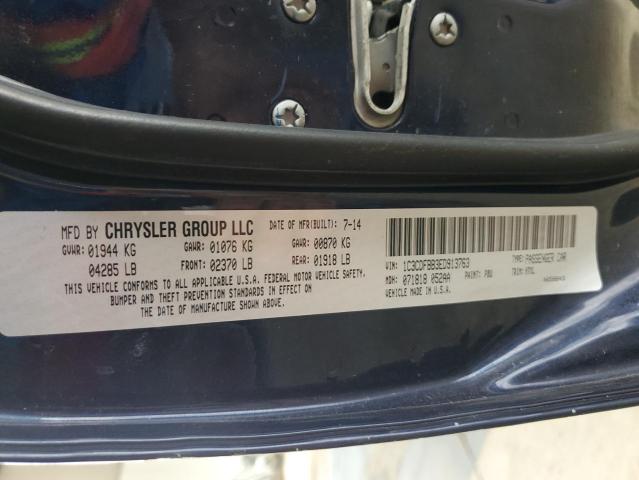 MFD BY CHRYSLER GROUP LLC DATE OF MFR(BUILT): 7-14
GVWR: 01944 KG GAWR: 01076 KG GAWR: 00870 KG
04285 LB FRONT: 02370 LB REAR: 01918 LB
THIS VEHICLE CONFORMS TO ALL APPLICABLE U.S.A. FEDERAL MOTOR VEHICLE SAFETY,
BUMPER AND THEFT PREVENTION STANDARDS IN EFFECT ON
THE DATE OF MANUFACTURE SHOWN ABOVE.
VIN: 1C3CDFBB3ED913763 TYPE: PASSENGER CAR
MDH: 071818 052AA PAINT: PBU TRIM:
VEHICLE MADE IN U.S.A.